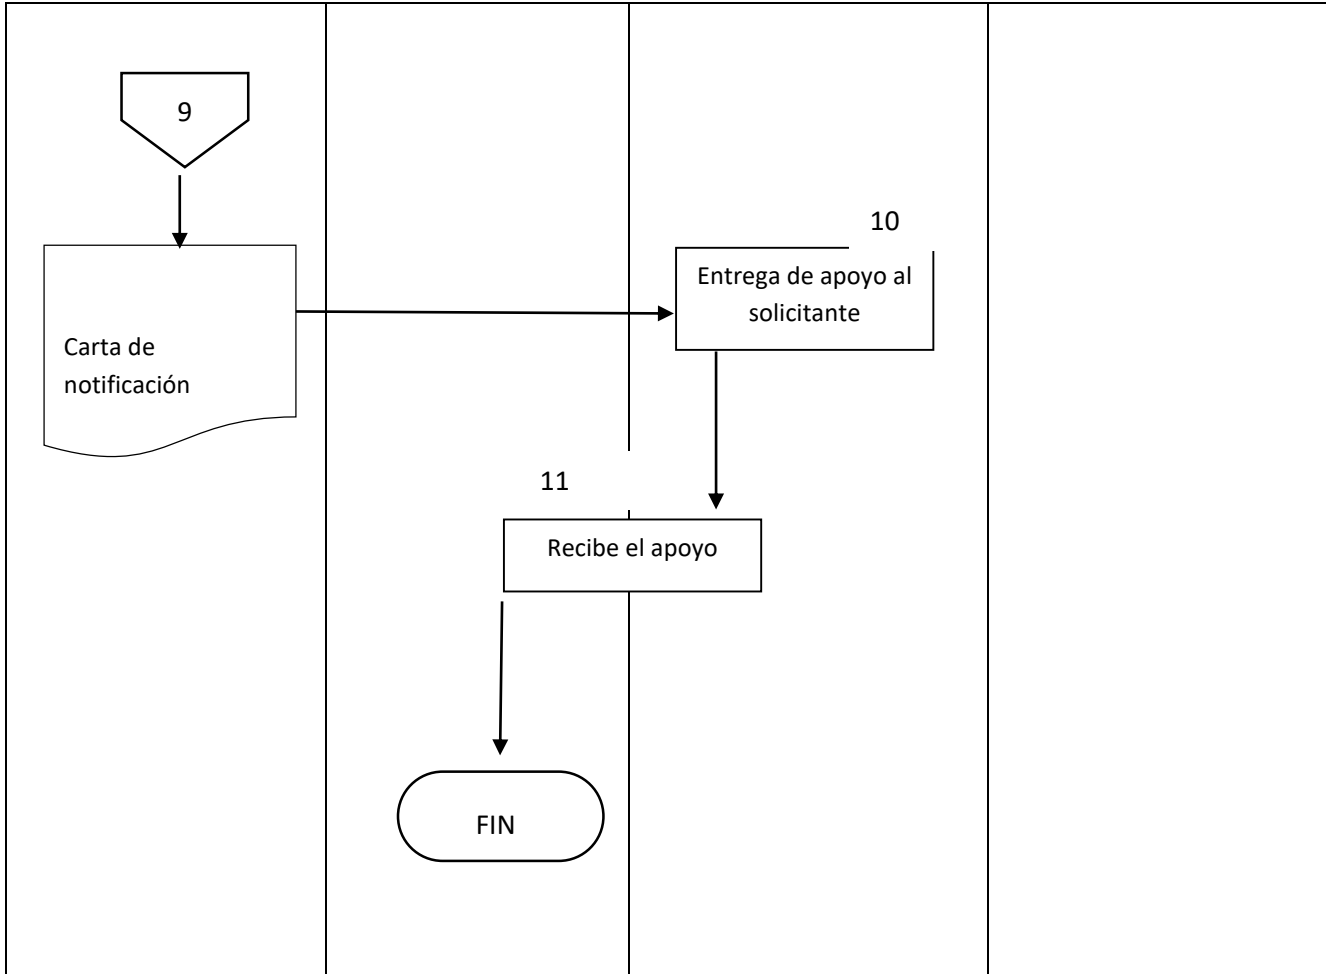 9
10
Entrega de apoyo al
solicitante
Carta de
notificación
11
Recibe el apoyo
FIN